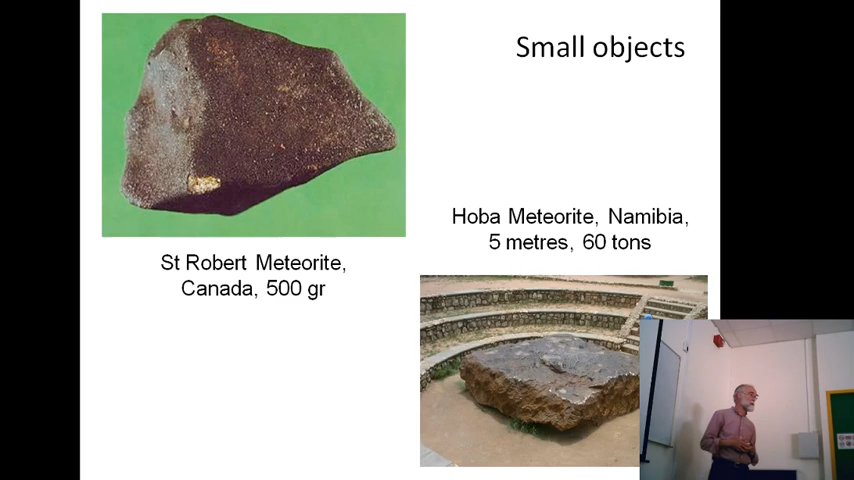 Small objects
Hoba Meteorite, Namibia,
5 metres, 60 tons
St Robert Meteorite,
Canada, 500 gr